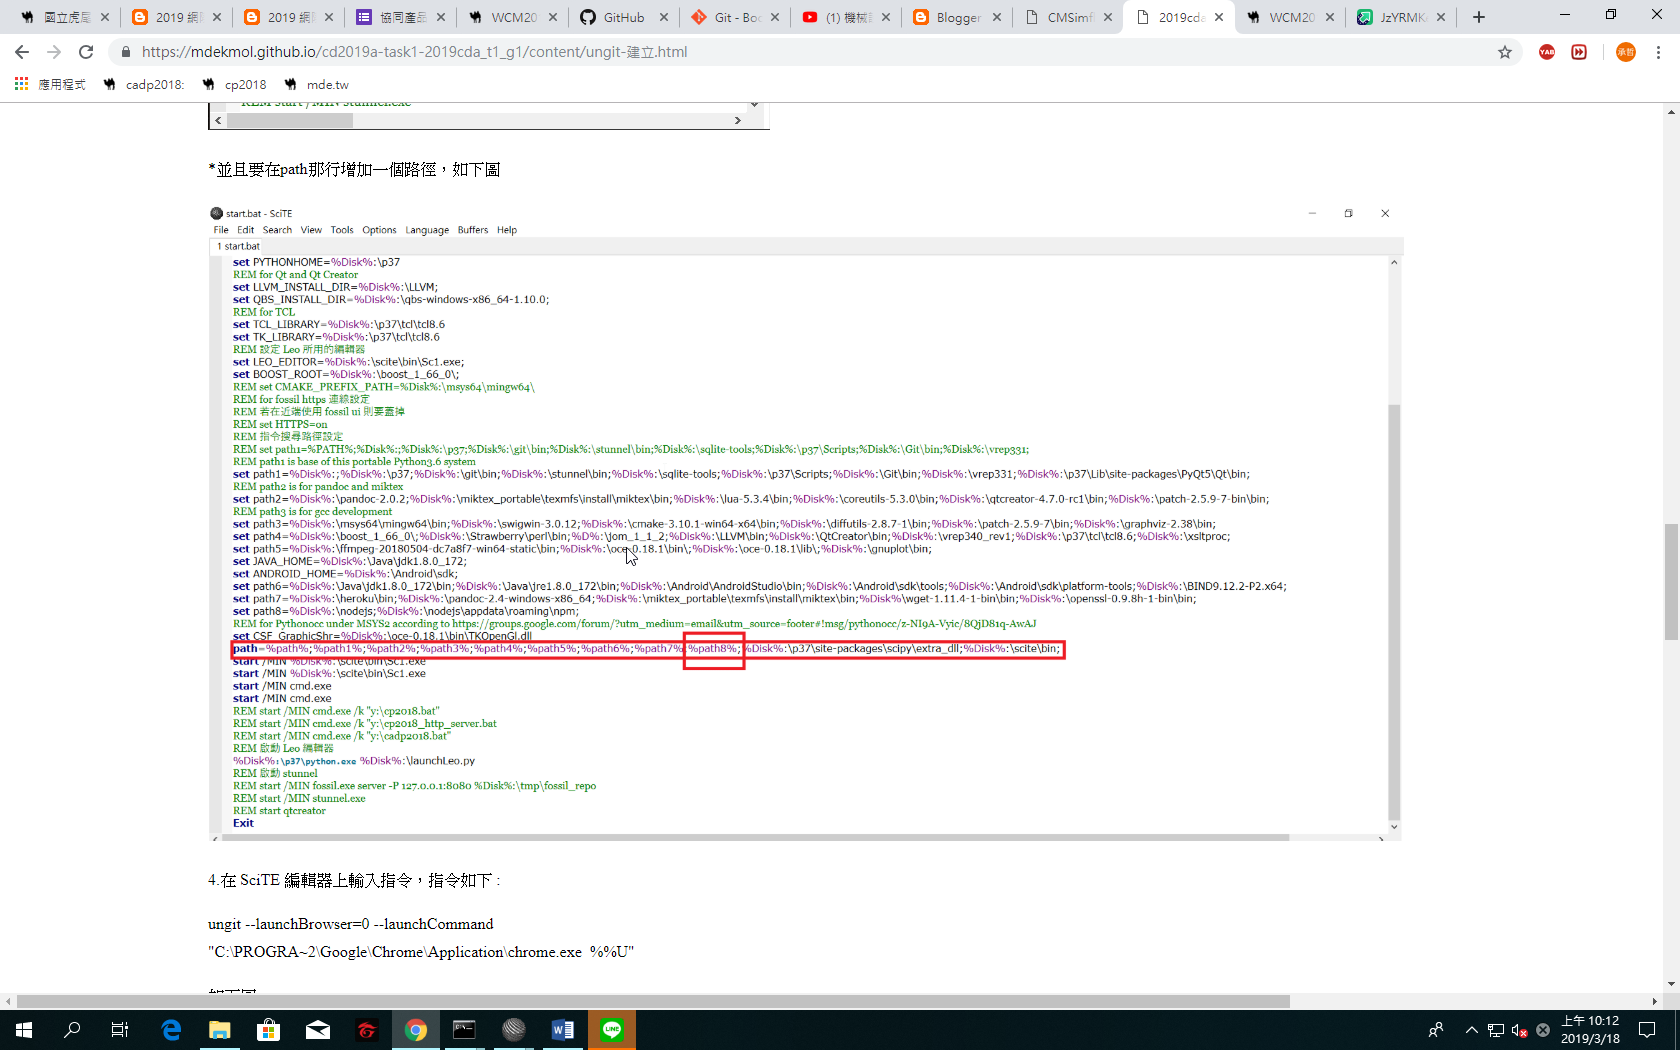 國立虎尾
2019 網際
2019 網際
協同產品
WCM20
GitHub
Git - Boo
(1) 機械設
Blogger
CMSimfl
2019cda
WCM20
JzYRMK
https://mdekmol.github.io/cd2019a-task1-2019cda_t1_g1/content/ungit-建立.html
YAB
承哲
應用程式
cadp2018:
cp2018
mde.tw
REM start /MIN stunnel.exe
*並且要在path那行增加一個路徑，如下圖
start.bat - SciTE
File Edit Search View Tools Options Language Buffers Help
1 start.bat
set PYTHONHOME=%Disk%:\p37
REM for Qt and Qt Creator
set LLVM_INSTALL_DIR=%Disk%:\LLVM;
set QBS_INSTALL_DIR=%Disk%:\qbs-windows-x86_64-1.10.0;
REM for TCL
set TCL_LIBRARY=%Disk%:\p37\tcl\tcl8.6
set TK_LIBRARY=%Disk%:\p37\tcl\tcl8.6
REM 設定 Leo 所用的編輯器
set LEO_EDITOR=%Disk%:\scite\bin\Sc1.exe;
set BOOST_ROOT=%Disk%:\boost_1_66_0\;
REM set CMAKE_PREFIX_PATH=%Disk%:\msys64\mingw64\
REM for fossil https 連線設定
REM 若在近端使用 fossil ui 則要蓋掉
REM set HTTPS=on
REM 指令搜尋路徑設定
REM set path1=%PATH%;%Disk%:;%Disk%:\p37;%Disk%:\git\bin;%Disk%:\stunnel\bin;%Disk%:\sqlite-tools;%Disk%:\p37\Scripts;%Disk%:\Git\bin;%Disk%:\vrep331;
REM path1 is base of this portable Python3.6 system
set path1=%Disk%:;%Disk%:\p37;%Disk%:\git\bin;%Disk%:\stunnel\bin;%Disk%:\sqlite-tools;%Disk%:\p37\Scripts;%Disk%:\Git\bin;%Disk%:\vrep331;%Disk%:\p37\Lib\site-packages\PyQt5\Qt\bin;
REM path2 is for pandoc and miktex
set path2=%Disk%:\pandoc-2.0.2;%Disk%:\miktex_portable\texmfs\install\miktex\bin;%Disk%:\lua-5.3.4\bin;%Disk%:\coreutils-5.3.0\bin;%Disk%:\qtcreator-4.7.0-rc1\bin;%Disk%:\patch-2.5.9-7-bin\bin;
REM path3 is for gcc development
set path3=%Disk%:\msys64\mingw64\bin;%Disk%:\swigwin-3.0.12;%Disk%:\cmake-3.10.1-win64-x64\bin;%Disk%:\diffutils-2.8.7-1\bin;%Disk%:\patch-2.5.9-7\bin;%Disk%:\graphviz-2.38\bin;
set path4=%Disk%:\boost_1_66_0\;%Disk%:\Strawberry\perl\bin;%D%:\jom_1_1_2;%Disk%:\LLVM\bin;%Disk%:\QtCreator\bin;%Disk%:\vrep340_rev1;%Disk%:\p37\tcl\tcl8.6;%Disk%:\xsltproc;
set path5=%Disk%:\ffmpeg-20180504-dc7a8f7-win64-static\bin;%Disk%:\oce-0.18.1\bin\;%Disk%:\oce-0.18.1\lib\;%Disk%:\gnuplot\bin;
set JAVA_HOME=%Disk%:\Java\jdk1.8.0_172;
set ANDROID_HOME=%Disk%:\Android\sdk;
set path6=%Disk%:\Java\jdk1.8.0_172\bin;%Disk%:\Java\jre1.8.0_172\bin;%Disk%:\Android\AndroidStudio\bin;%Disk%:\Android\sdk\tools;%Disk%:\Android\sdk\platform-tools;%Disk%:\BIND9.12.2-P2.x64;
set path7=%Disk%:\heroku\bin;%Disk%:\pandoc-2.4-windows-x86_64;%Disk%:\miktex_portable\texmfs\install\miktex\bin;%Disk%\wget-1.11.4-1-bin\bin;%Disk%:\openssl-0.9.8h-1-bin\bin;
set path8=%Disk%:\nodejs;%Disk%:\nodejs\appdata\roaming\npm;
REM for Pythonocc under MSYS2 according to https://groups.google.com/forum/?utm_medium=email&utm_source=footer#!msg/pythonocc/z-NI9A-Vyic/8QjD81q-AwAJ
set CSF_GraphicShr=%Disk%:\oce-0.18.1\bin\TKOpenGl.dll
path=%path%;%path1%;%path2%;%path3%;%path4%;%path5%;%path6%;%path7%;%path8%;%Disk%:\p37\site-packages\scipy\extra_dll;%Disk%:\scite\bin;
start /MIN %Disk%:\scite\bin\Sc1.exe
start /MIN %Disk%:\scite\bin\Sc1.exe
start /MIN cmd.exe
start /MIN cmd.exe
REM start /MIN cmd.exe /k "y:\cp2018.bat"
REM start /MIN cmd.exe /k "y:\cp2018_http_server.bat
REM start /MIN cmd.exe /k "y:\cadp2018.bat"
REM 啟動 Leo 編輯器
%Disk%:\p37\python.exe %Disk%:\launchLeo.py
REM 啟動 stunnel
REM start /MIN fossil.exe server -P 127.0.0.1:8080 %Disk%:\tmp\fossil_repo
REM start /MIN stunnel.exe
REM start qtcreator
Exit
4.在 SciTE 編輯器上輸入指令，指令如下 :
ungit --launchBrowser=0 --launchCommand
"C:\PROGRA~2\Google\Chrome\Application\chrome.exe %%U"
如下圖
LINE
上午 10:12
2019/3/18